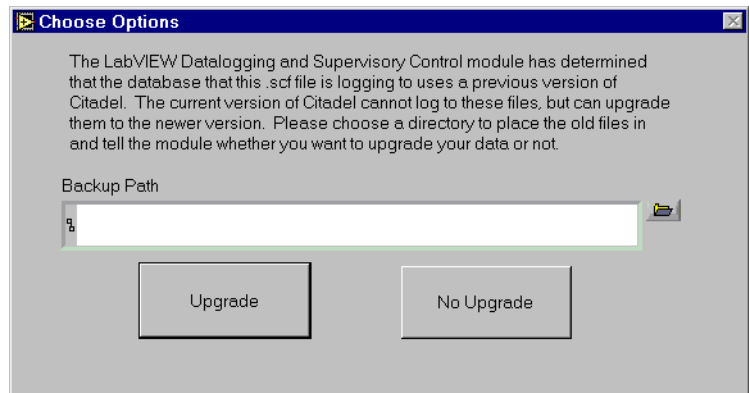 Choose Options
The LabVIEW Datalogging and Supervisory Control module has determined
that the database that this .scf file is logging to uses a previous version of
Citadel. The current version of Citadel cannot log to these files, but can upgrade
them to the newer version. Please choose a directory to place the old files in
and tell the module whether you want to upgrade your data or not.
Backup Path
Upgrade
No Upgrade